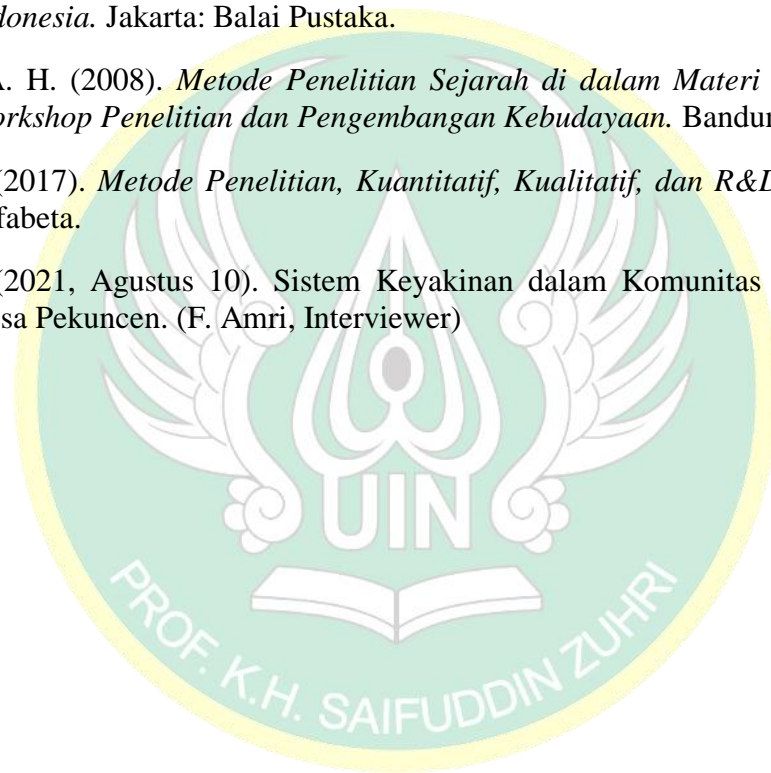 donesia. Jakarta: Balai Pustaka.
A. H. (2008). Metode Penelitian Sejarah di dalam Materi
orkshop Penelitian dan Pengembangan Kebudayaan. Bandun
(2017). Metode Penelitian, Kuantitatif, Kualitatif, dan R&D
fabeta.
(2021, Agustus 10). Sistem Keyakinan dalam Komunitas
sa Pekuncen. (F. Amri, Interviewer)
UIN
PROF. K.H. SAIFUDDIN ZUHRI